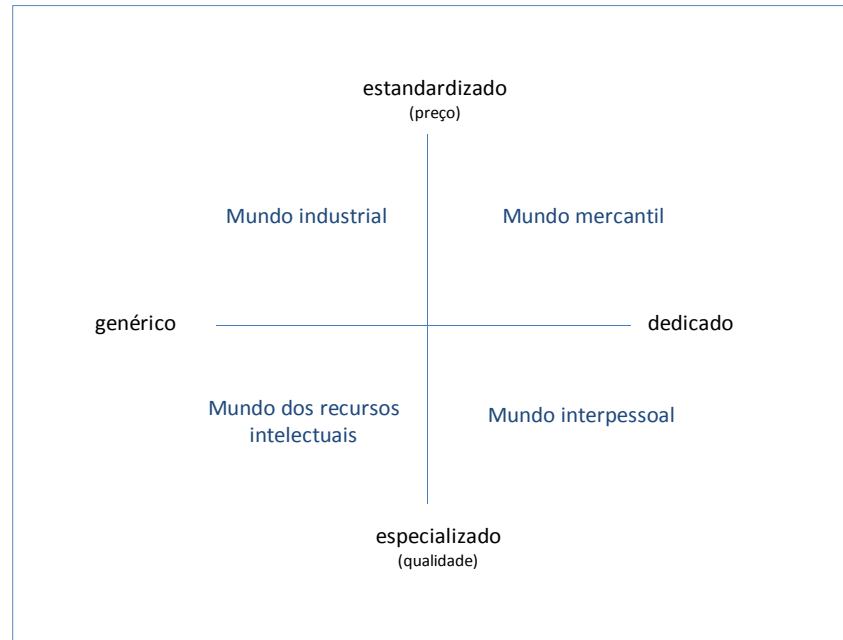 estandardizado
(preço)
Mundo industrial
Mundo mercantil
genérico
dedicado
Mundo dos recursos
intelectuais
Mundo interpessoal
especializado
(qualidade)